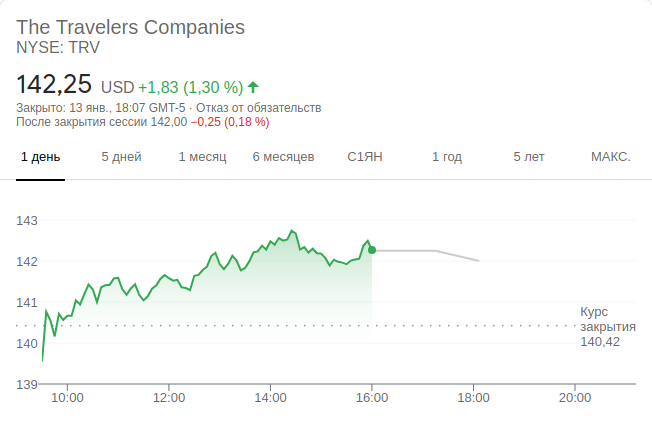 The Travelers Companies
NYSE: TRV
142,25 USD +1,83 (1,30 %)
Закрыто: 13 янв., 18:07 GMT-5 · Отказ от обязательств
После закрытия сессии 142,00 −0,25 (0,18 %)
1 день 5 дней 1 месяц 6 месяцев С1ЯН 1 год 5 лет МАКС.
143
142
141
140
139
Курс
закрытия
140,42
10:00 12:00 14:00 16:00 18:00 20:00